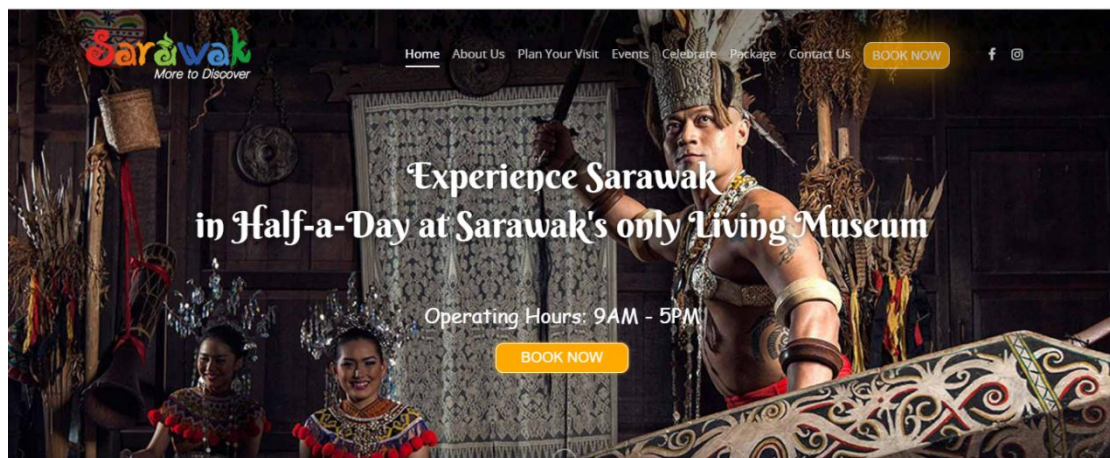 Sarawak
More to Discover
Home About Us Plan Your Visit Events Celebrate Package Contact Us BOOK NOW
Experience Sarawak
in Half-a-Day at Sarawak's only Living Museum
Operating Hours: 9AM - 5PM
BOOK NOW